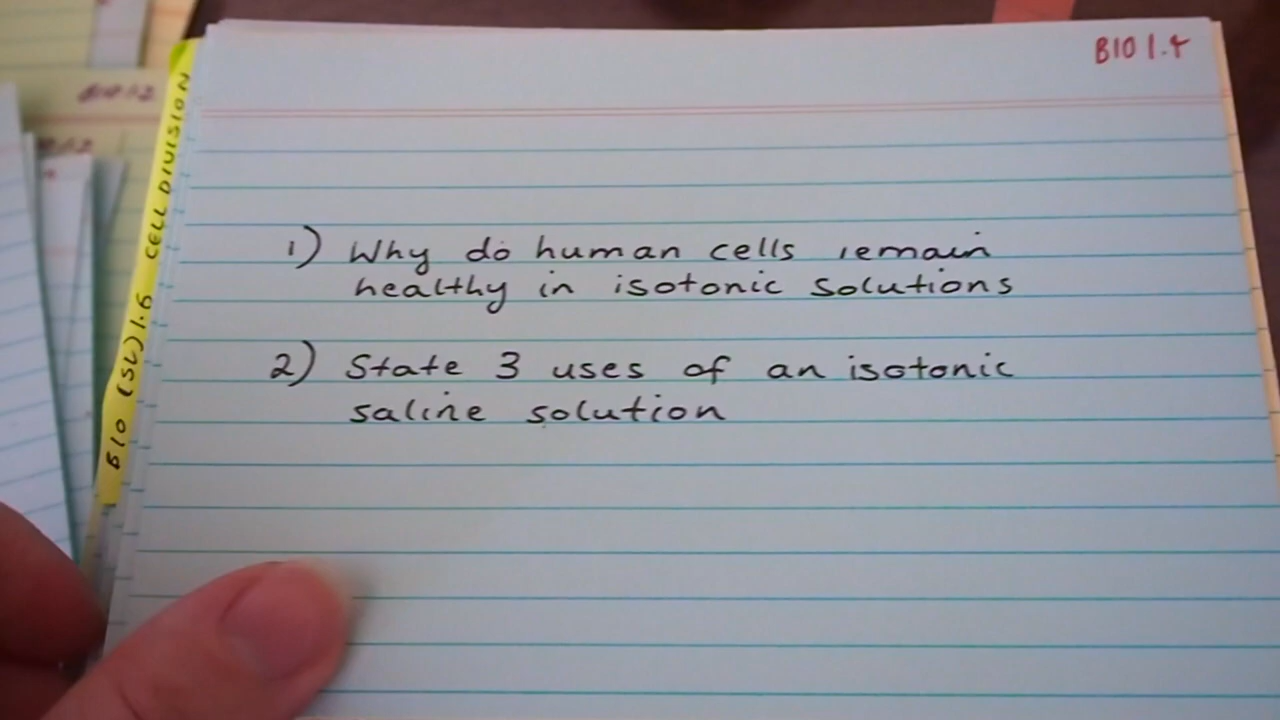 BIO 1.4
BIO (SL) 1.6 CELL DIVISION
1) Why do human cells remain
healthy in isotonic solutions
2) State 3 uses of an isotonic
saline solution